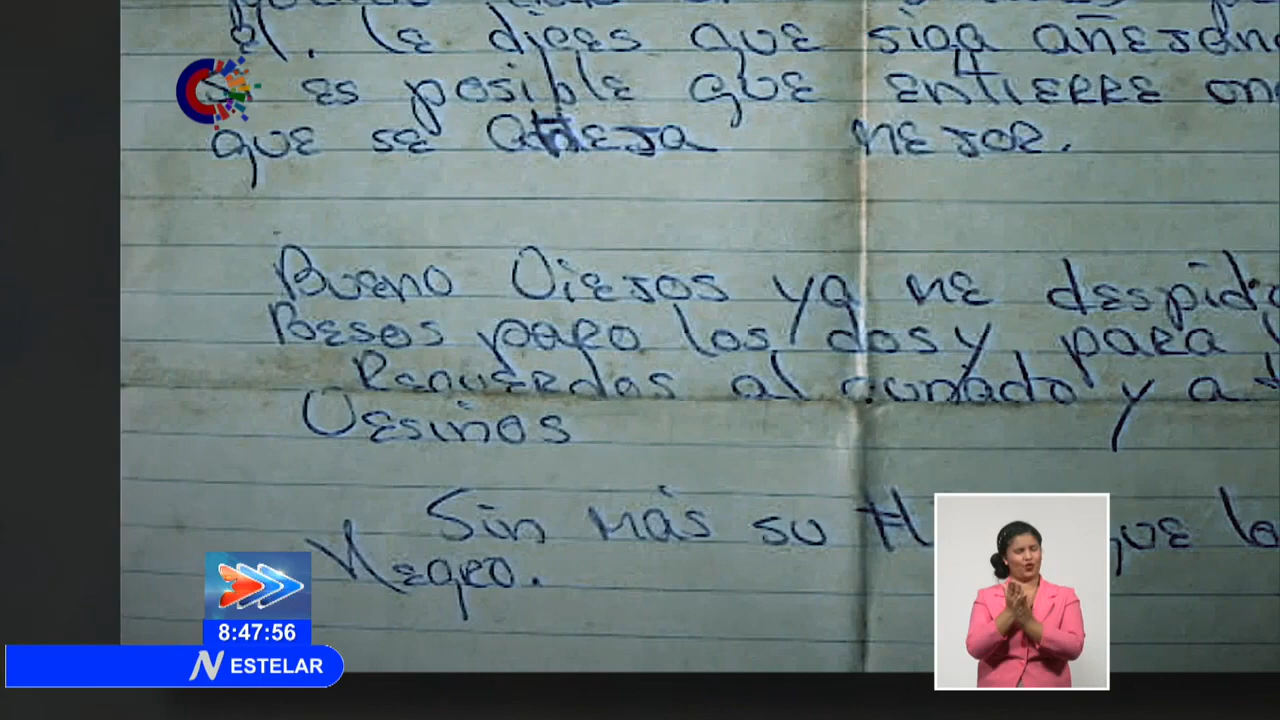 él. le dices que siga añejando
es posible que entierre
que se añeja mejor.
Bueno Viejos ya me despido
Besos para los dos y para
Recuerdos al cuñado y a
Vesinos
Sin más su que lo
Negro.
8:47:56
N ESTELAR